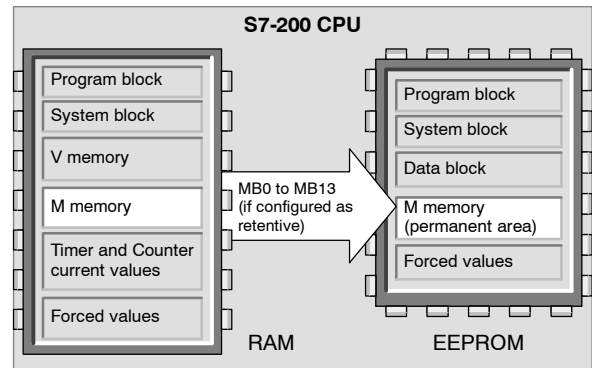 S7-200 CPU
Program block
System block
V memory
M memory
Timer and Counter
current values
Forced values
RAM
MB0 to MB13
(if configured as
retentive)
Program block
System block
Data block
M memory
(permanent area)
Forced values
EEPROM